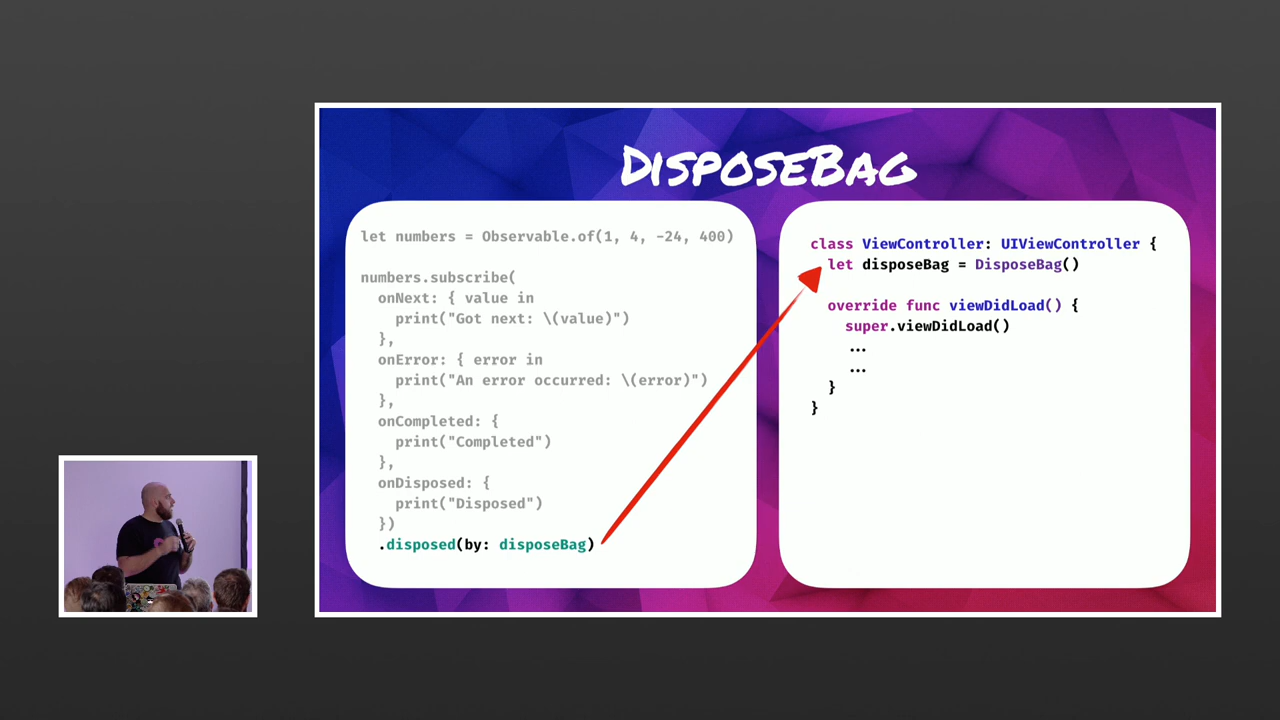 DisposeBag
let numbers = Observable.of(1, 4, -24, 400)
numbers.subscribe(
onNext: { value in
print("Got next: \(value)")
},
onError: { error in
print("An error occurred: \(error)")
},
onCompleted: {
print("Completed")
},
onDisposed: {
print("Disposed")
})
.disposed(by: disposeBag)
class ViewController: UIViewController {
let disposeBag = DisposeBag()
override func viewDidLoad() {
super.viewDidLoad()
...
...
}
}